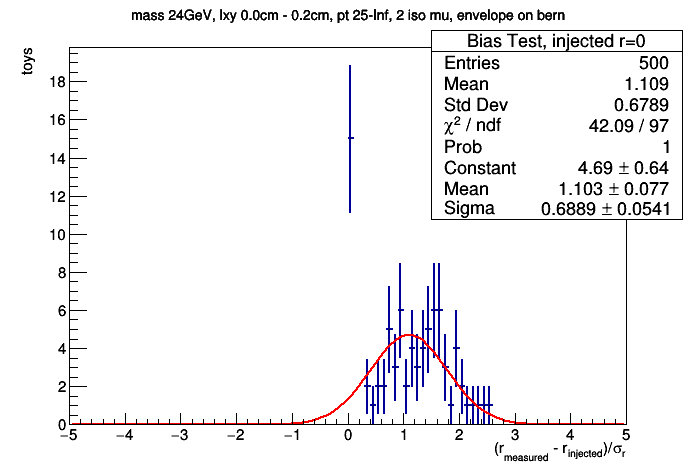 mass 24GeV, lxy 0.0cm - 0.2cm, pt 25-Inf, 2 iso mu, envelope on bern
Bias Test, injected r=0
Entries 500
Mean 1.109
Std Dev 0.6789
χ² / ndf 42.09 / 97
Prob 1
Constant 4.69 ± 0.64
Mean 1.103 ± 0.077
Sigma 0.6889 ± 0.0541
toys
18
16
14
12
10
8
6
4
2
0
−5 −4 −3 −2 −1 0 1 2 3 4 5
(r_measured - r_injected)/σ_r